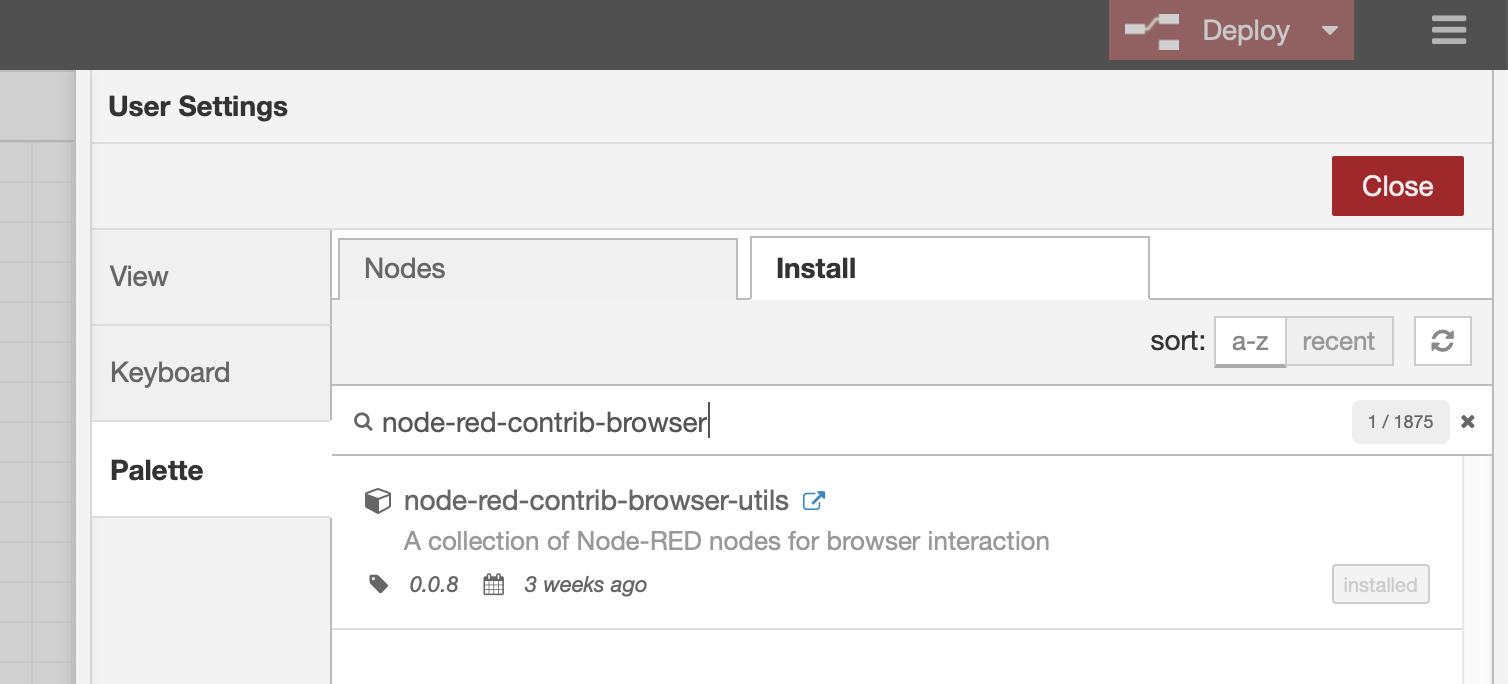 Deploy
User Settings
Close
View
Keyboard
Palette
Nodes
Install
sort: a-z recent
node-red-contrib-browser 1 / 1875
node-red-contrib-browser-utils
A collection of Node-RED nodes for browser interaction
0.0.8 3 weeks ago installed